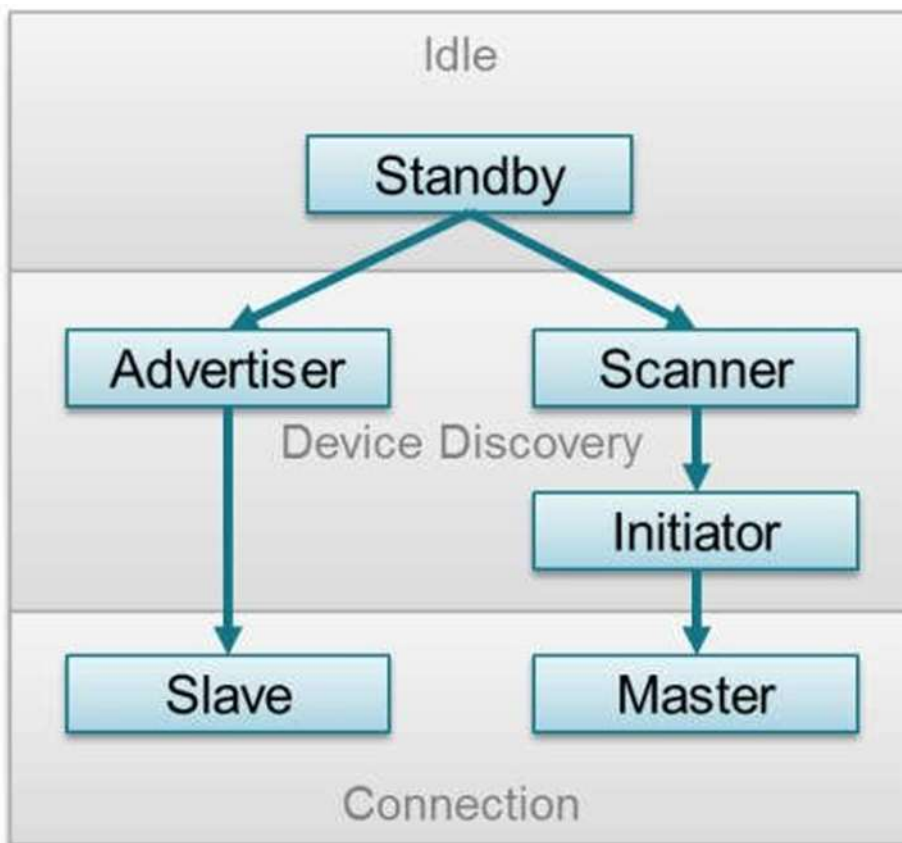 Idle
Standby
Advertiser
Scanner
Device Discovery
Initiator
Slave
Master
Connection